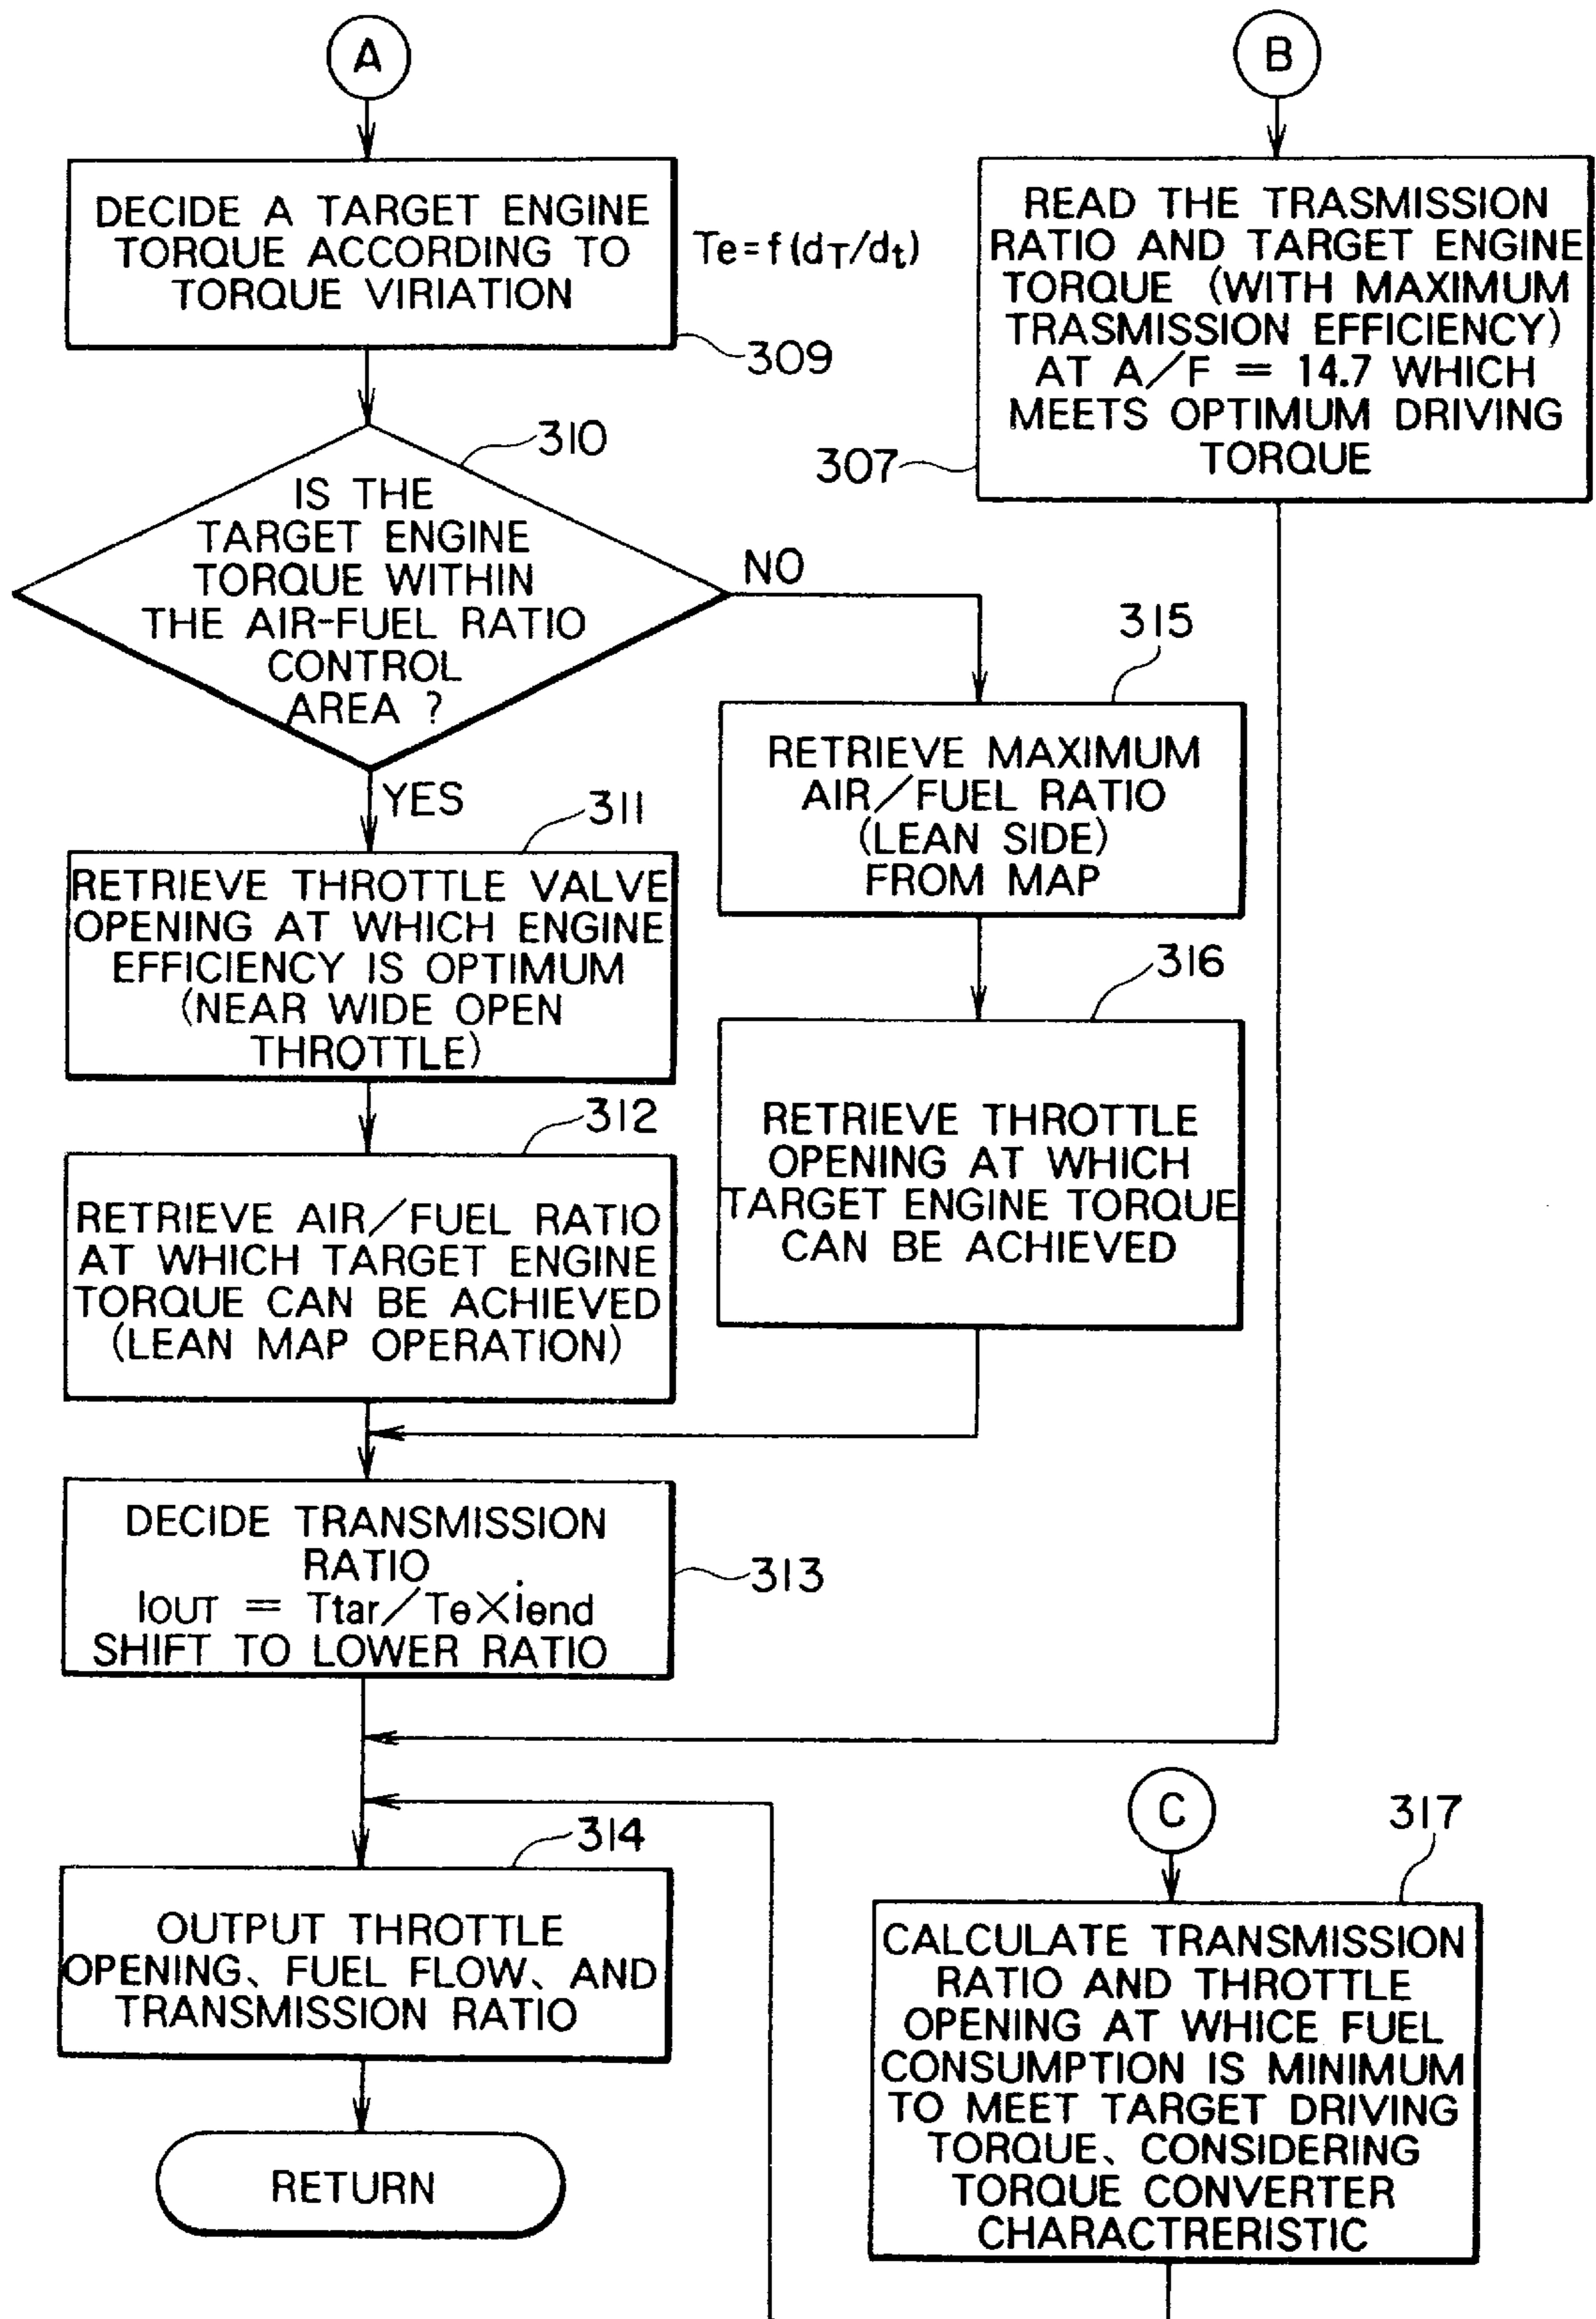 A
DECIDE A TARGET ENGINE
TORQUE ACCORDING TO
TORQUE VIRIATION
Te=f(dT/dt)
309
310
IS THE
TARGET ENGINE
TORQUE WITHIN
THE AIR-FUEL RATIO
CONTROL
AREA ?
NO
YES
311
RETRIEVE THROTTLE VALVE
OPENING AT WHICH ENGINE
EFFICIENCY IS OPTIMUM
(NEAR WIDE OPEN
THROTTLE)
312
RETRIEVE AIR/FUEL RATIO
AT WHICH TARGET ENGINE
TORQUE CAN BE ACHIEVED
(LEAN MAP OPERATION)
315
RETRIEVE MAXIMUM
AIR/FUEL RATIO
(LEAN SIDE)
FROM MAP
316
RETRIEVE THROTTLE
OPENING AT WHICH
TARGET ENGINE TORQUE
CAN BE ACHIEVED
DECIDE TRANSMISSION
RATIO
IOUT = Ttar/Te×iend
SHIFT TO LOWER RATIO
313
B
READ THE TRASMISSION
RATIO AND TARGET ENGINE
TORQUE (WITH MAXIMUM
TRASMISSION EFFICIENCY)
AT A/F = 14.7 WHICH
MEETS OPTIMUM DRIVING
TORQUE
307
314
OUTPUT THROTTLE
OPENING、FUEL FLOW、AND
TRANSMISSION RATIO
RETURN
C
317
CALCULATE TRANSMISSION
RATIO AND THROTTLE
OPENING AT WHICE FUEL
CONSUMPTION IS MINIMUM
TO MEET TARGET DRIVING
TORQUE、CONSIDERING
TORQUE CONVERTER
CHARACTRERISTIC